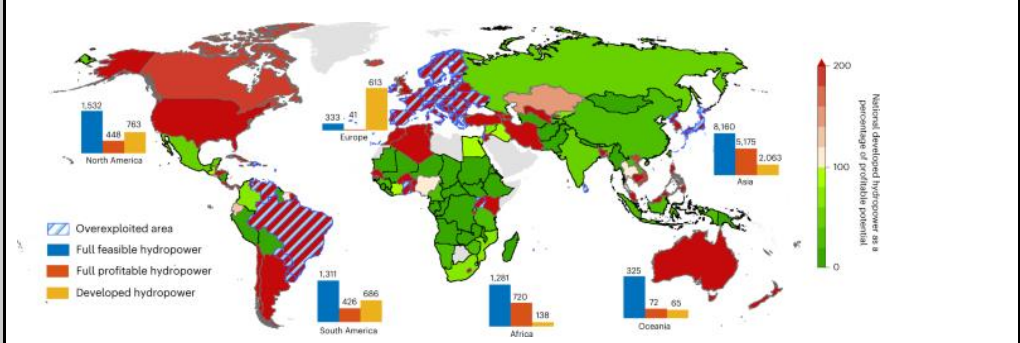 1,532
448
763
North America
333
41
613
Europe
8,160
5,175
2,063
Asia
200
100
0
National developed hydropower as a
percentage of profitable potential
Overexploited area
Full feasible hydropower
Full profitable hydropower
Developed hydropower
1,311
426
686
South America
1,281
720
138
Africa
325
72
65
Oceania